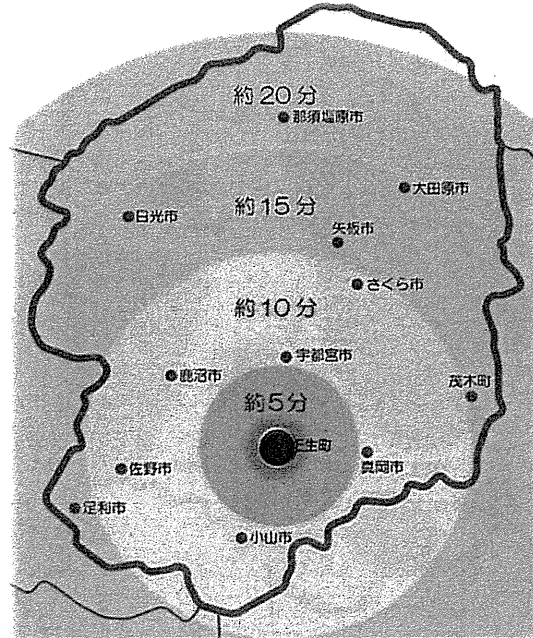 約20分
那須塩原市
大田原市
約15分
日光市
矢板市
さくら市
約10分
宇都宮市
鹿沼市
茂木町
約5分
壬生町
真岡市
佐野市
足利市
小山市